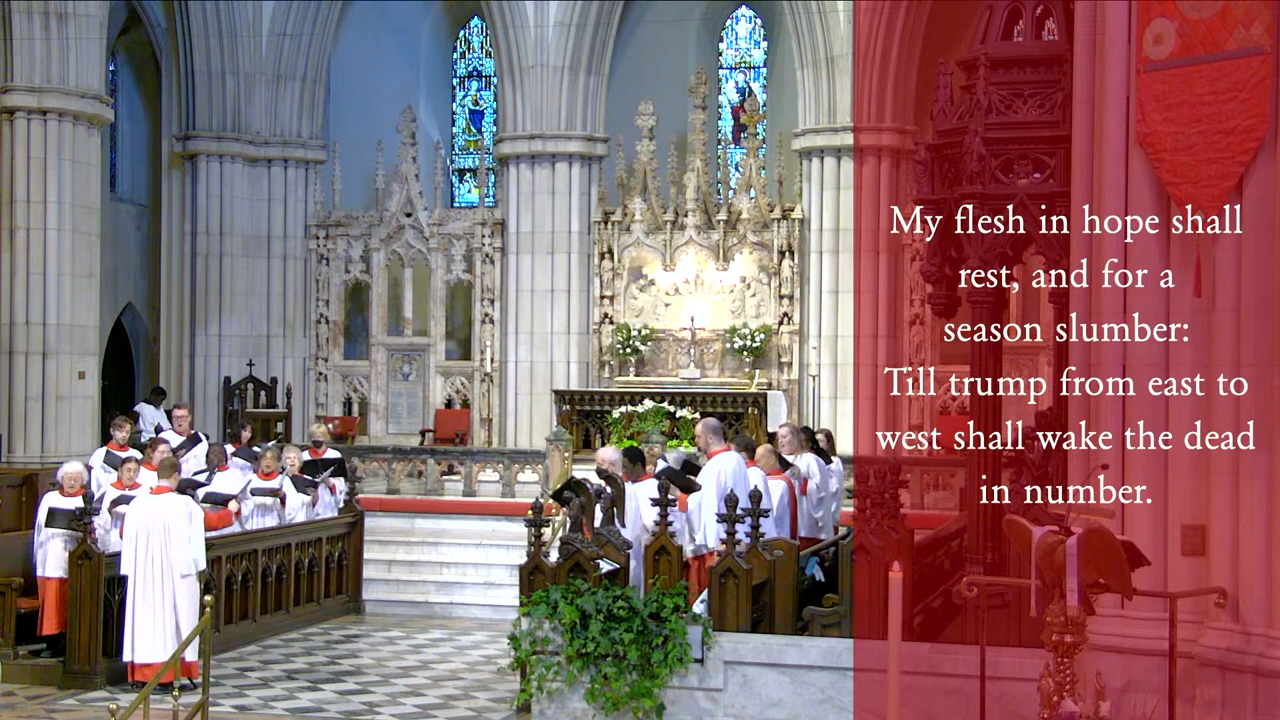 My flesh in hope shall
rest, and for a
season slumber:
Till trump from east to
west shall wake the dead
in number.